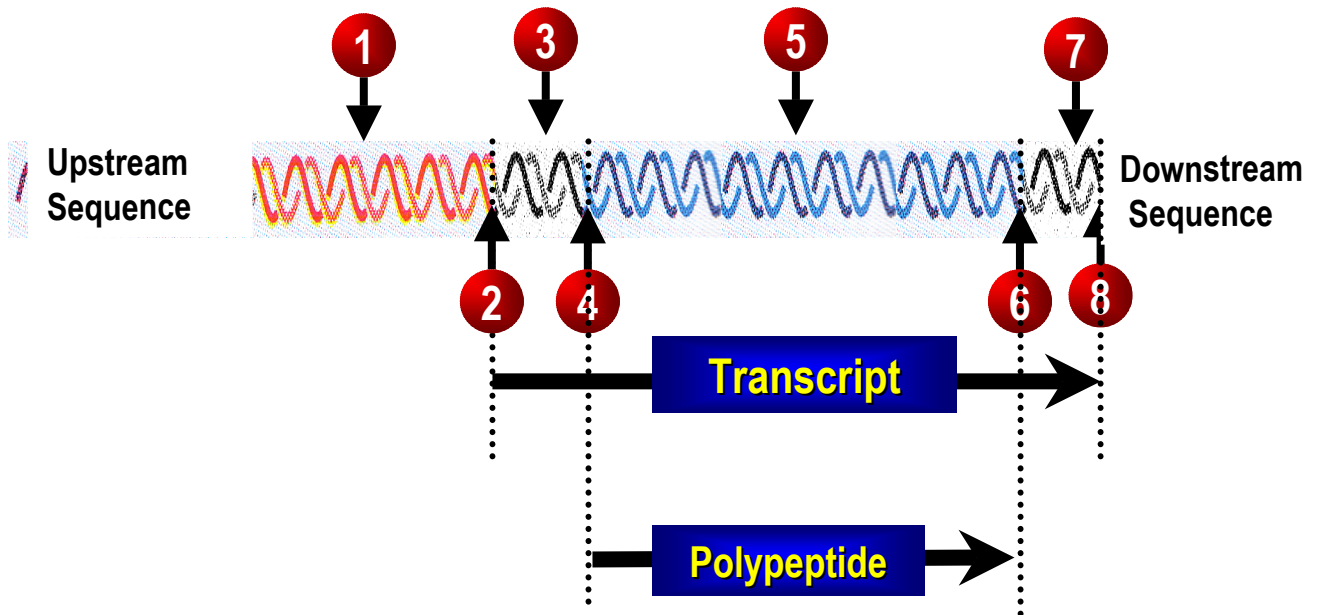 1
3
5
7
Upstream
Sequence
Downstream
Sequence
2
4
6
8
Transcript
Polypeptide